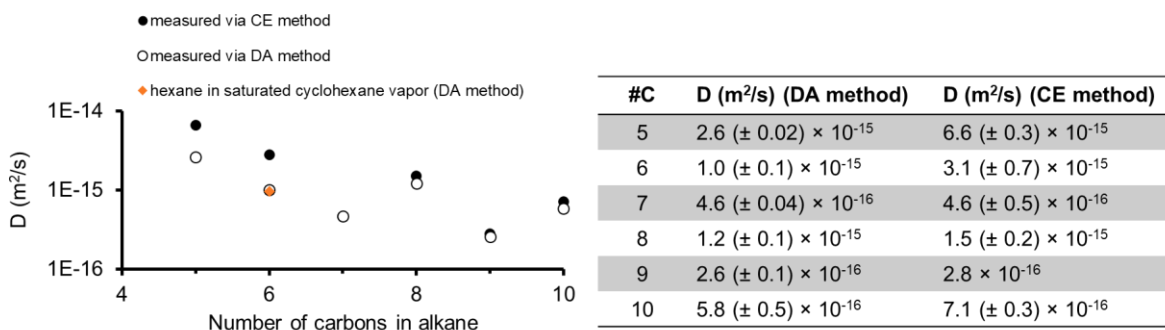 measured via CE method
measured via DA method
hexane in saturated cyclohexane vapor (DA method)
1E-14
1E-15
1E-16
D (m²/s)
4
6
8
10
Number of carbons in alkane
#C D (m²/s) (DA method) D (m²/s) (CE method)
5 2.6 (± 0.02) × 10⁻¹⁵ 6.6 (± 0.3) × 10⁻¹⁵
6 1.0 (± 0.1) × 10⁻¹⁵ 3.1 (± 0.7) × 10⁻¹⁵
7 4.6 (± 0.04) × 10⁻¹⁶ 4.6 (± 0.5) × 10⁻¹⁶
8 1.2 (± 0.1) × 10⁻¹⁵ 1.5 (± 0.2) × 10⁻¹⁵
9 2.6 (± 0.1) × 10⁻¹⁶ 2.8 × 10⁻¹⁶
10 5.8 (± 0.5) × 10⁻¹⁶ 7.1 (± 0.3) × 10⁻¹⁶